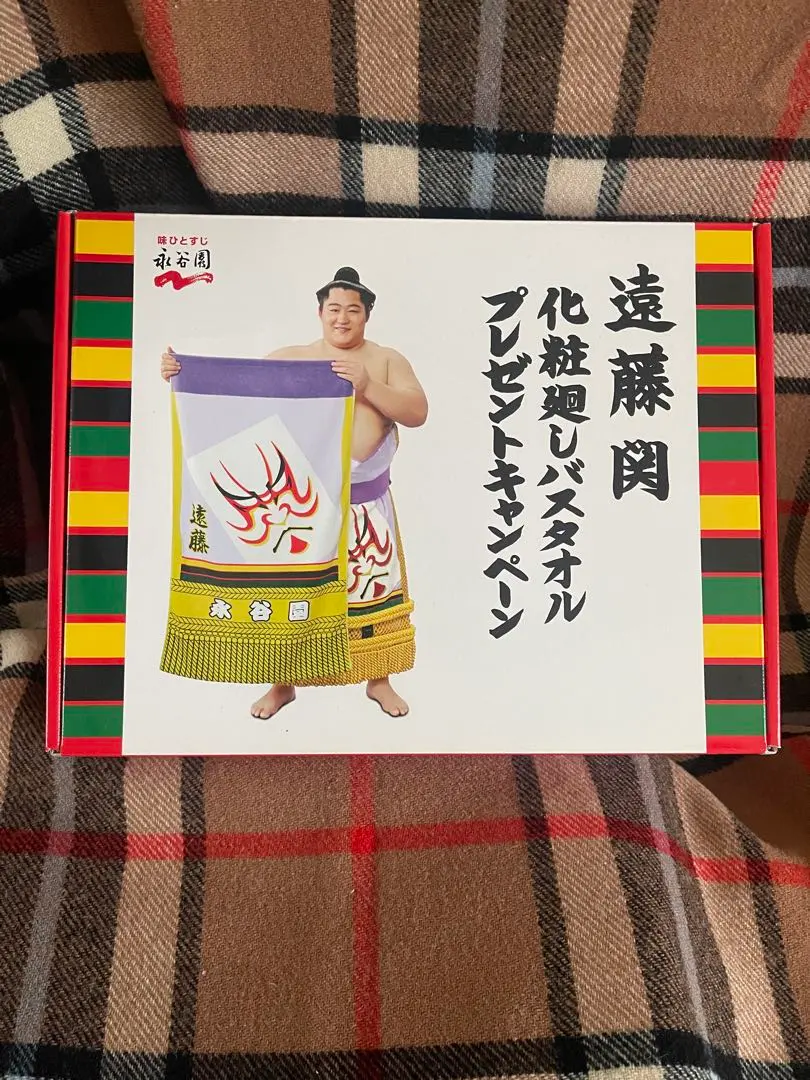 味ひとすじ
永谷園
遠藤関
化粧廻しバスタオル
プレゼントキャンペーン
遠藤
永谷園